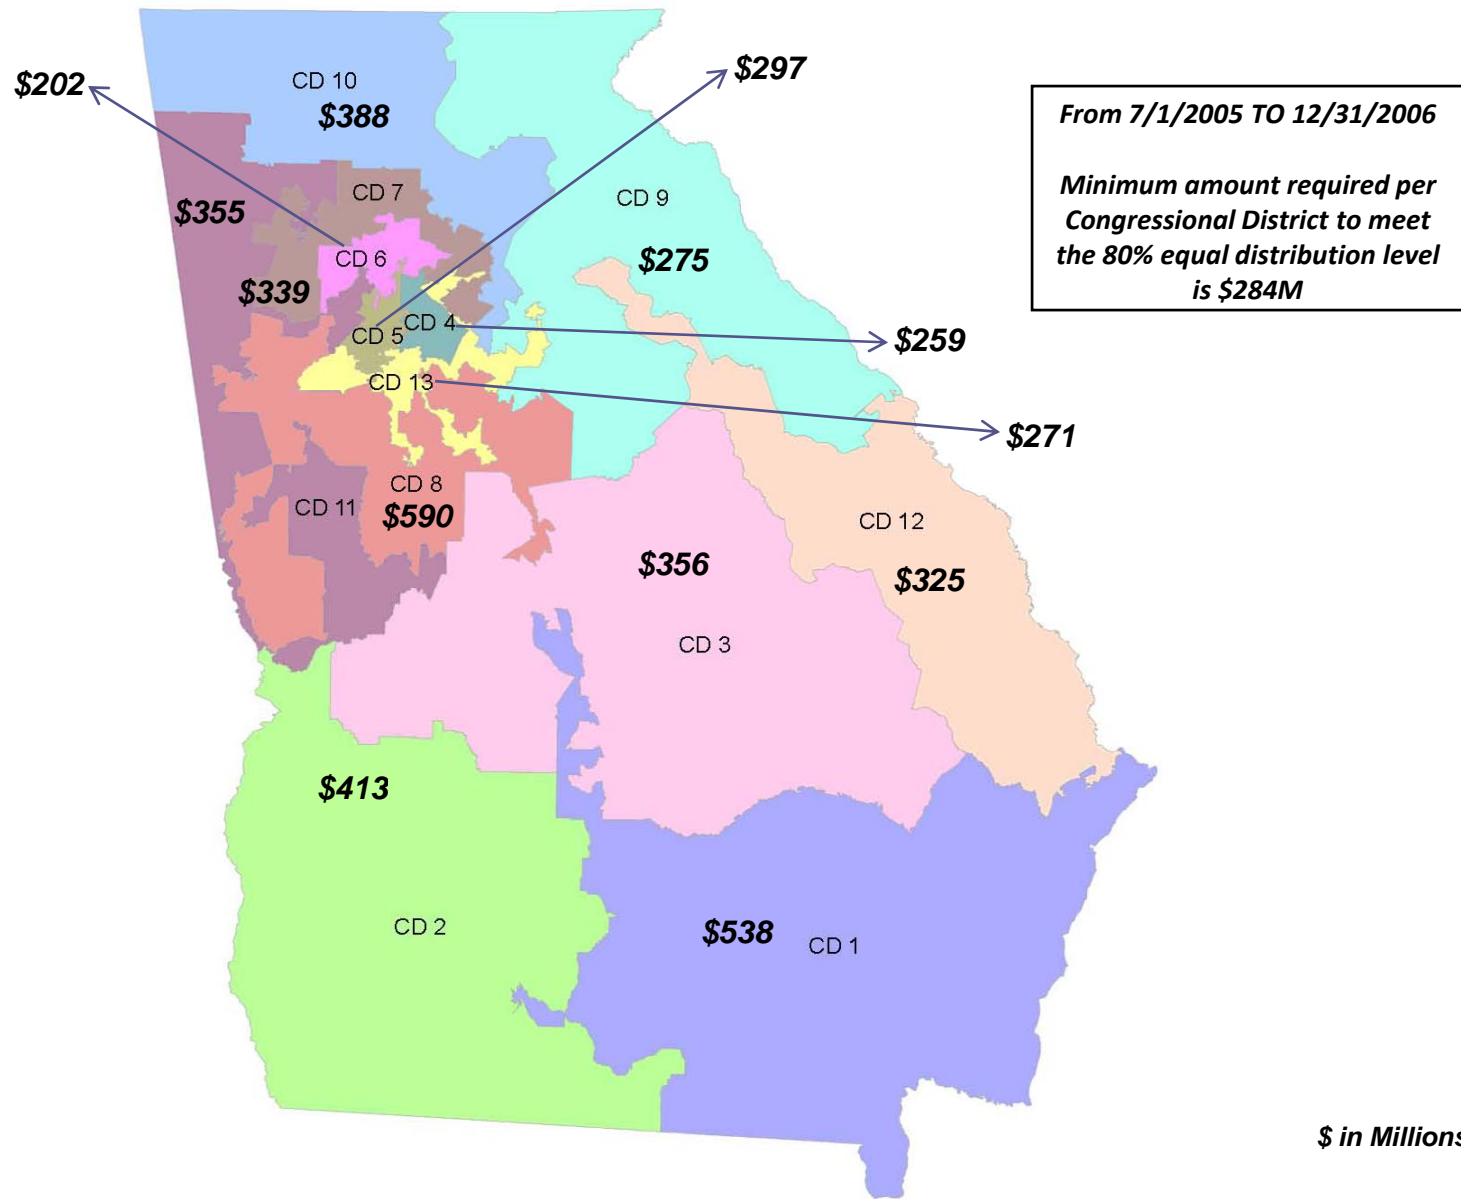 $202
CD 10
$388
$297
From 7/1/2005 TO 12/31/2006
Minimum amount required per
Congressional District to meet
the 80% equal distribution level
is $284M
CD 7
$355
CD 9
CD 6
$275
$339
CD 5
CD 4
$259
CD 13
$271
CD 8
CD 11
$590
CD 12
$356
$325
CD 3
$413
CD 2
$538
CD 1
$ in Millions